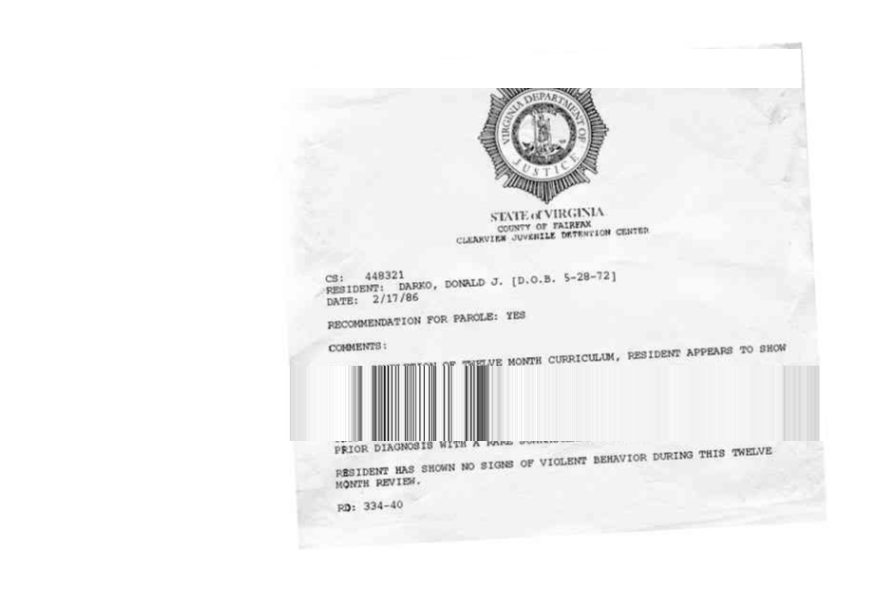 VIRGINIA DEPARTMENT OF
JUSTICE
STATE of VIRGINIA
COUNTY OF FAIRFAX
CLEARVIEW JUVENILE DETENTION CENTER
CS: 448321
RESIDENT: DARKO, DONALD J. [D.O.B. 5-28-72]
DATE: 2/17/86
RECOMMENDATION FOR PAROLE: YES
COMMENTS:
OF TWELVE MONTH CURRICULUM, RESIDENT APPEARS TO SHOW
PRIOR DIAGNOSIS WITH A RARE
RESIDENT HAS SHOWN NO SIGNS OF VIOLENT BEHAVIOR DURING THIS TWELVE
MONTH REVIEW.
RD: 334-40